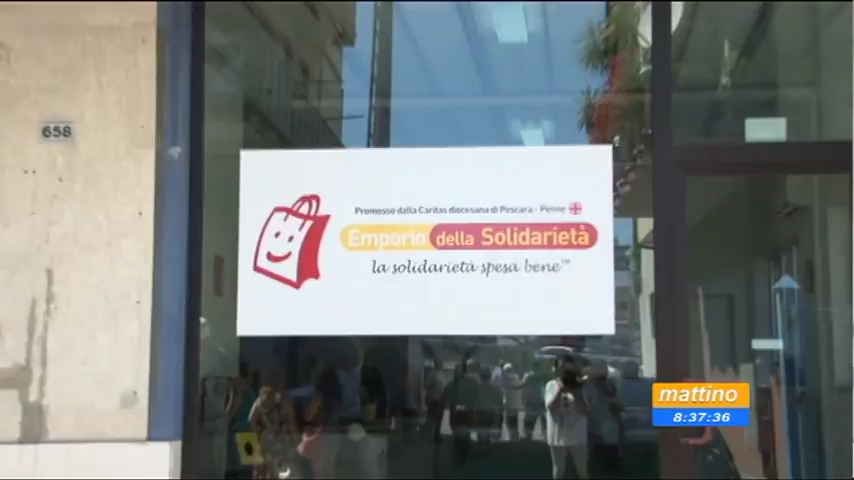 658
Promosso dalla Caritas diocesana di Pescara - Penne
Emporio della Solidarietà
la solidarietà spesa bene™
mattino
8:37:36